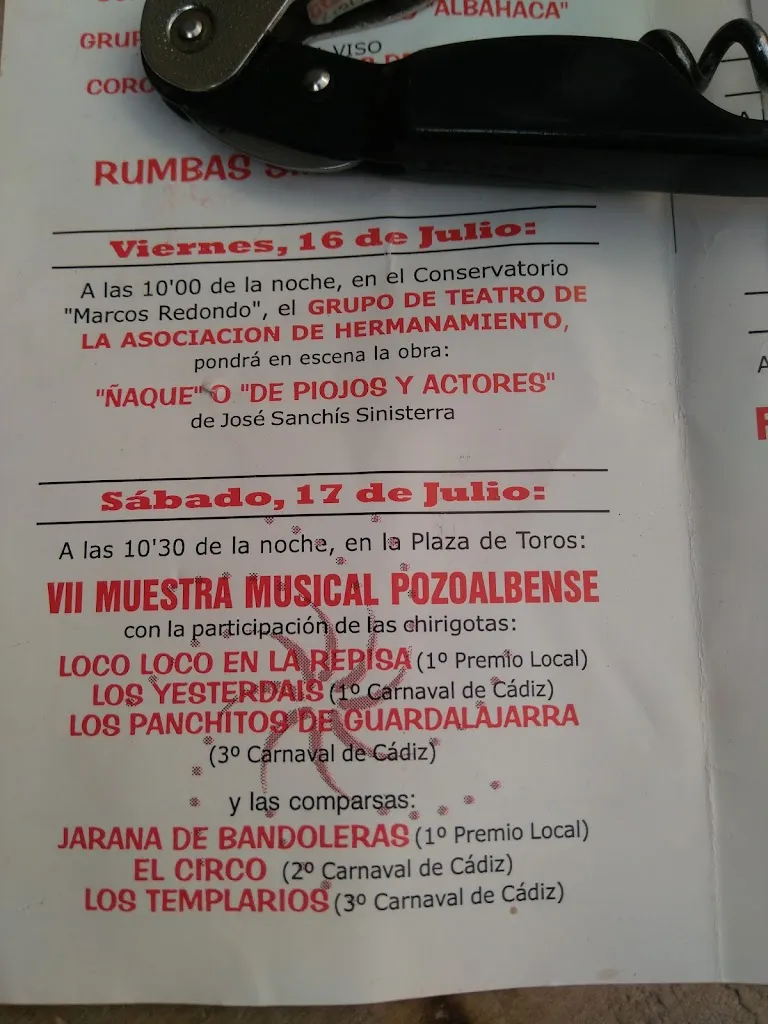 "ALBAHACA"
VISO
RUMBAS
Viernes, 16 de Julio:
A las 10'00 de la noche, en el Conservatorio
"Marcos Redondo", el GRUPO DE TEATRO DE
LA ASOCIACION DE HERMANAMIENTO,
pondrá en escena la obra:
"ÑAQUE" O "DE PIOJOS Y ACTORES"
de José Sanchís Sinisterra
Sábado, 17 de Julio:
A las 10'30 de la noche, en la Plaza de Toros:
VII MUESTRA MUSICAL POZOALBENSE
con la participación de las chirigotas:
LOCO LOCO EN LA REPISA (1º Premio Local)
LOS YESTERDAIS (1º Carnaval de Cádiz)
LOS PANCHITOS DE GUARDALAJARRA
(3º Carnaval de Cádiz)
y las comparsas:
JARANA DE BANDOLERAS (1º Premio Local)
EL CIRCO (2º Carnaval de Cádiz)
LOS TEMPLARIOS (3º Carnaval de Cádiz)